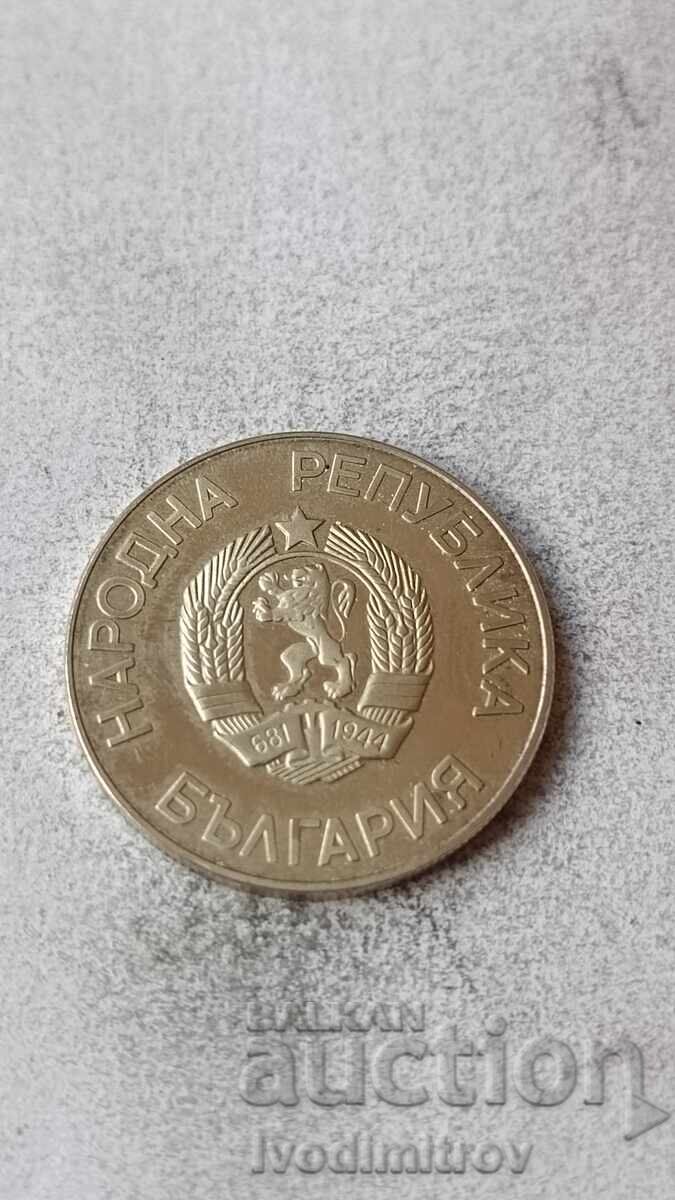 НАРОДНА РЕПУБЛИКА
БЪЛГАРИЯ
681 1944
BALKAN
auction
Ivodimitrov